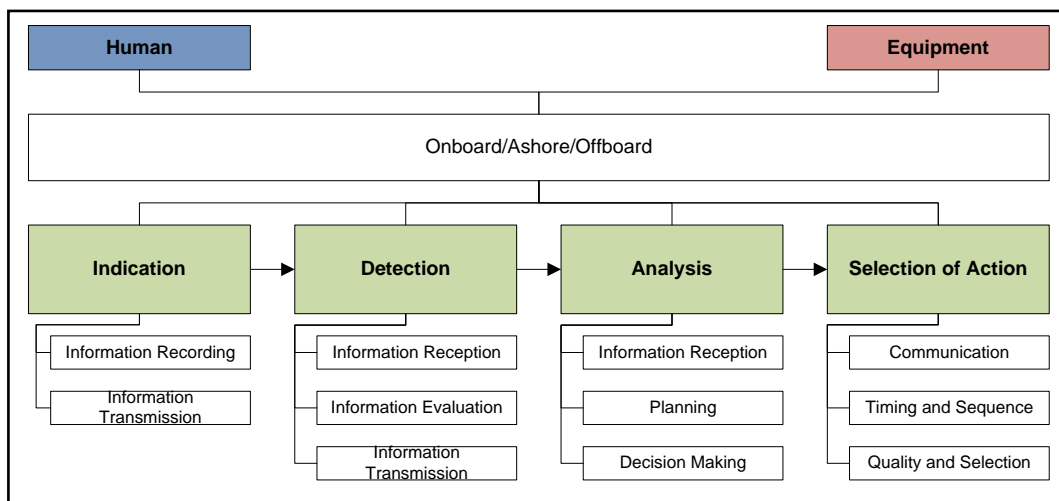 Human
Equipment
Onboard/Ashore/Offboard
Indication
Detection
Analysis
Selection of Action
Information Recording
Information Reception
Information Reception
Communication
Information
Transmission
Information Evaluation
Planning
Timing and Sequence
Information
Transmission
Decision Making
Quality and Selection